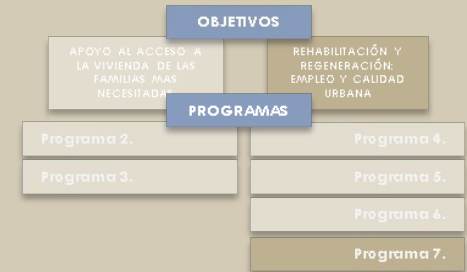 OBJETIVOS
APOYO AL ACCESO A
LA VIVIENDA DE LAS
FAMILIAS MAS
NECESITADAS
REHABILITACIÓN Y
REGENERACIÓN:
EMPLEO Y CALIDAD
URBANA
PROGRAMAS
Programa 2.
Programa 3.
Programa 4.
Programa 5.
Programa 6.
Programa 7.